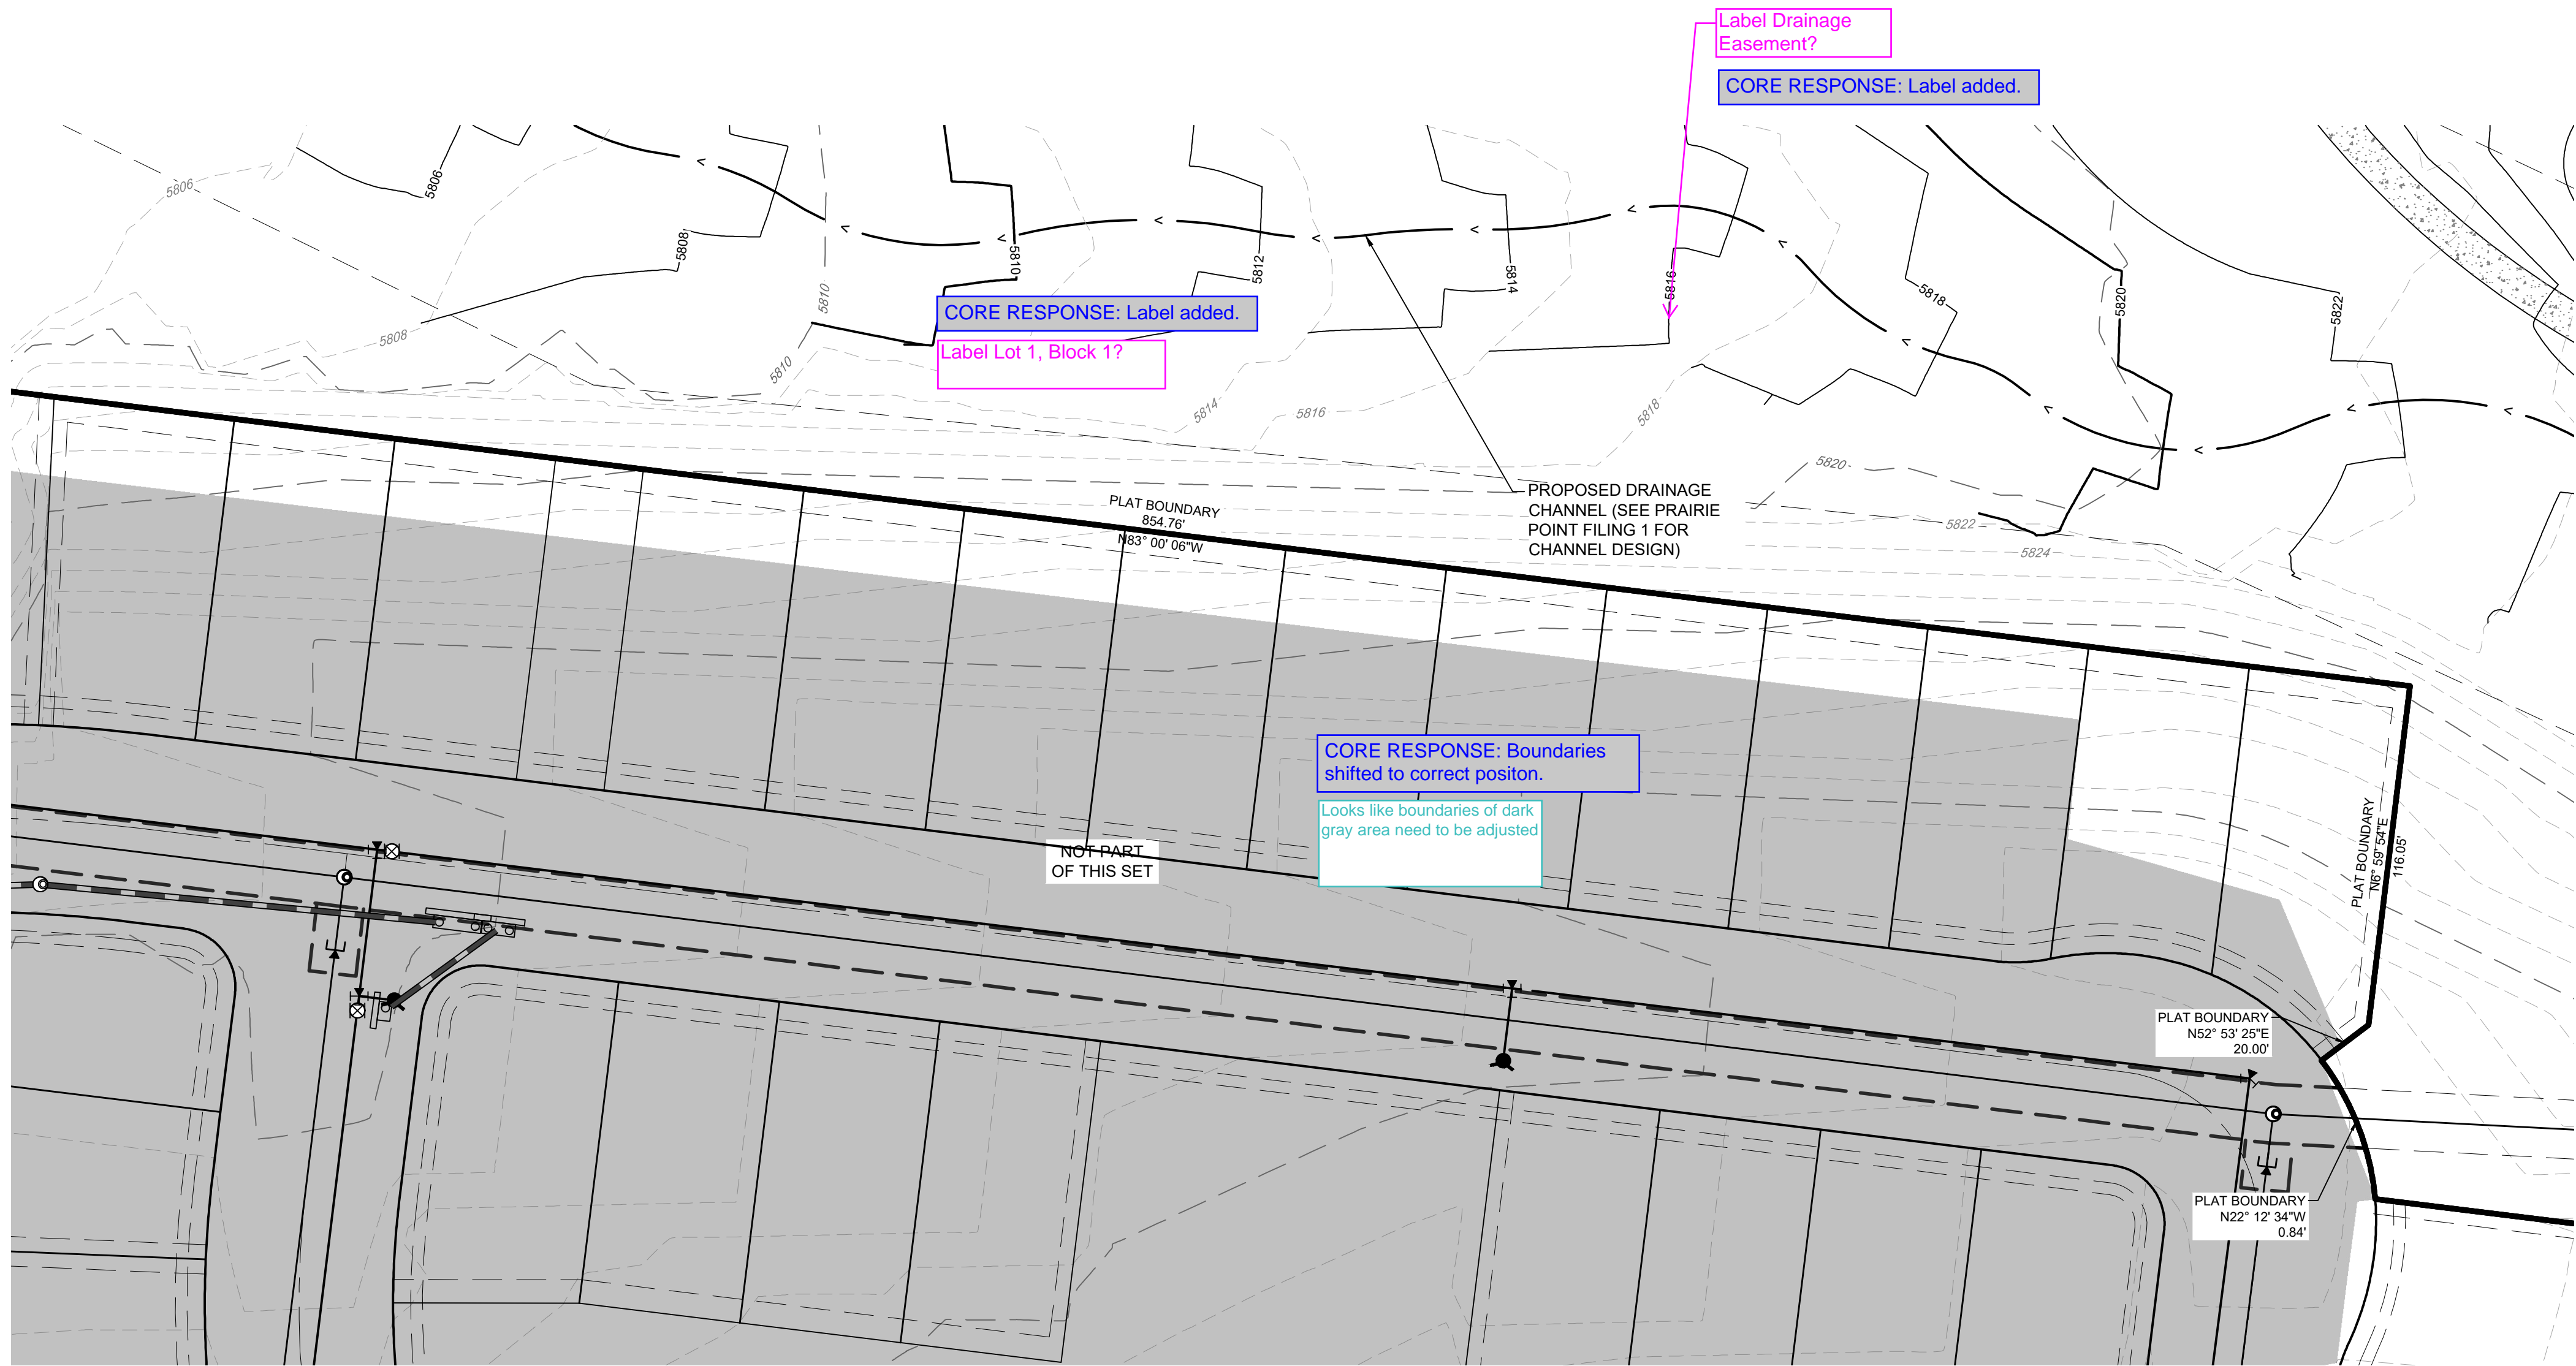 Label Drainage
Easement?
CORE RESPONSE: Label added.
5806
5806
5808
5810
5812
5814
5816
5818
5820
5822
5810
5808
5810
CORE RESPONSE: Label added.
Label Lot 1, Block 1?
5814
5816
5818
5820
5822
5824
PROPOSED DRAINAGE
CHANNEL (SEE PRAIRIE
POINT FILING 1 FOR
CHANNEL DESIGN)
PLAT BOUNDARY
854.76'
N83° 00' 06"W
CORE RESPONSE: Boundaries
shifted to correct positon.
Looks like boundaries of dark
gray area need to be adjusted
NOT PART
OF THIS SET
PLAT BOUNDARY
N6° 59' 54"E
116.05'
PLAT BOUNDARY
N52° 53' 25"E
20.00'
PLAT BOUNDARY
N22° 12' 34"W
0.84'